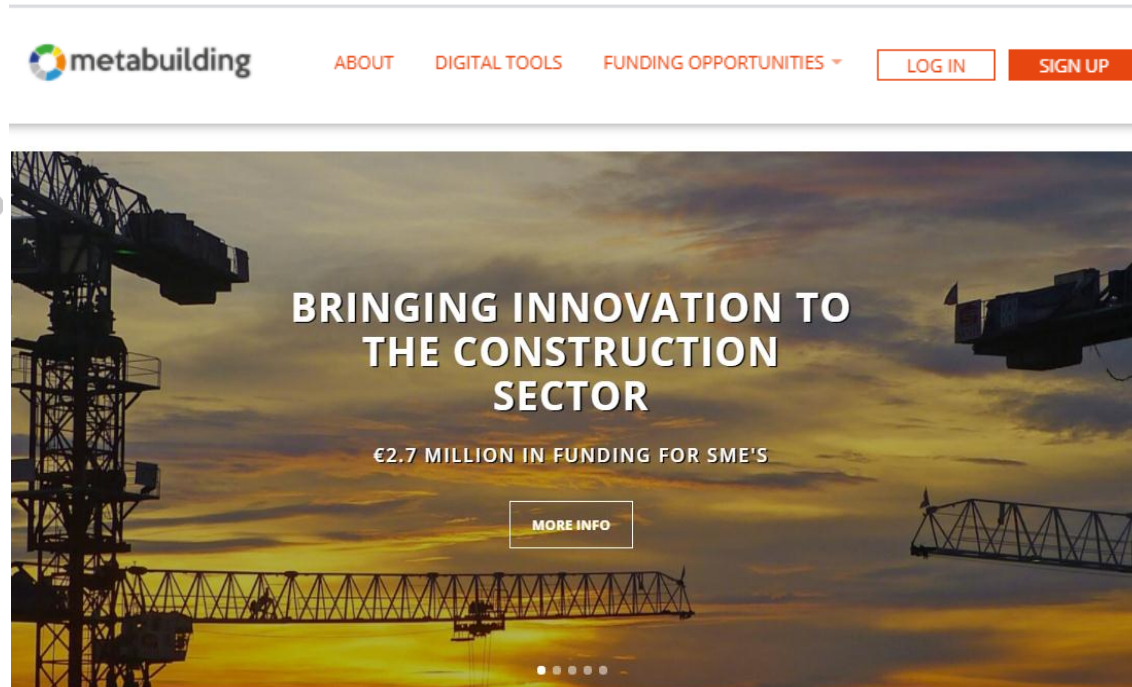 metabuilding
ABOUT DIGITAL TOOLS FUNDING OPPORTUNITIES LOG IN SIGN UP
BRINGING INNOVATION TO
THE CONSTRUCTION
SECTOR
€2.7 MILLION IN FUNDING FOR SME'S
MORE INFO